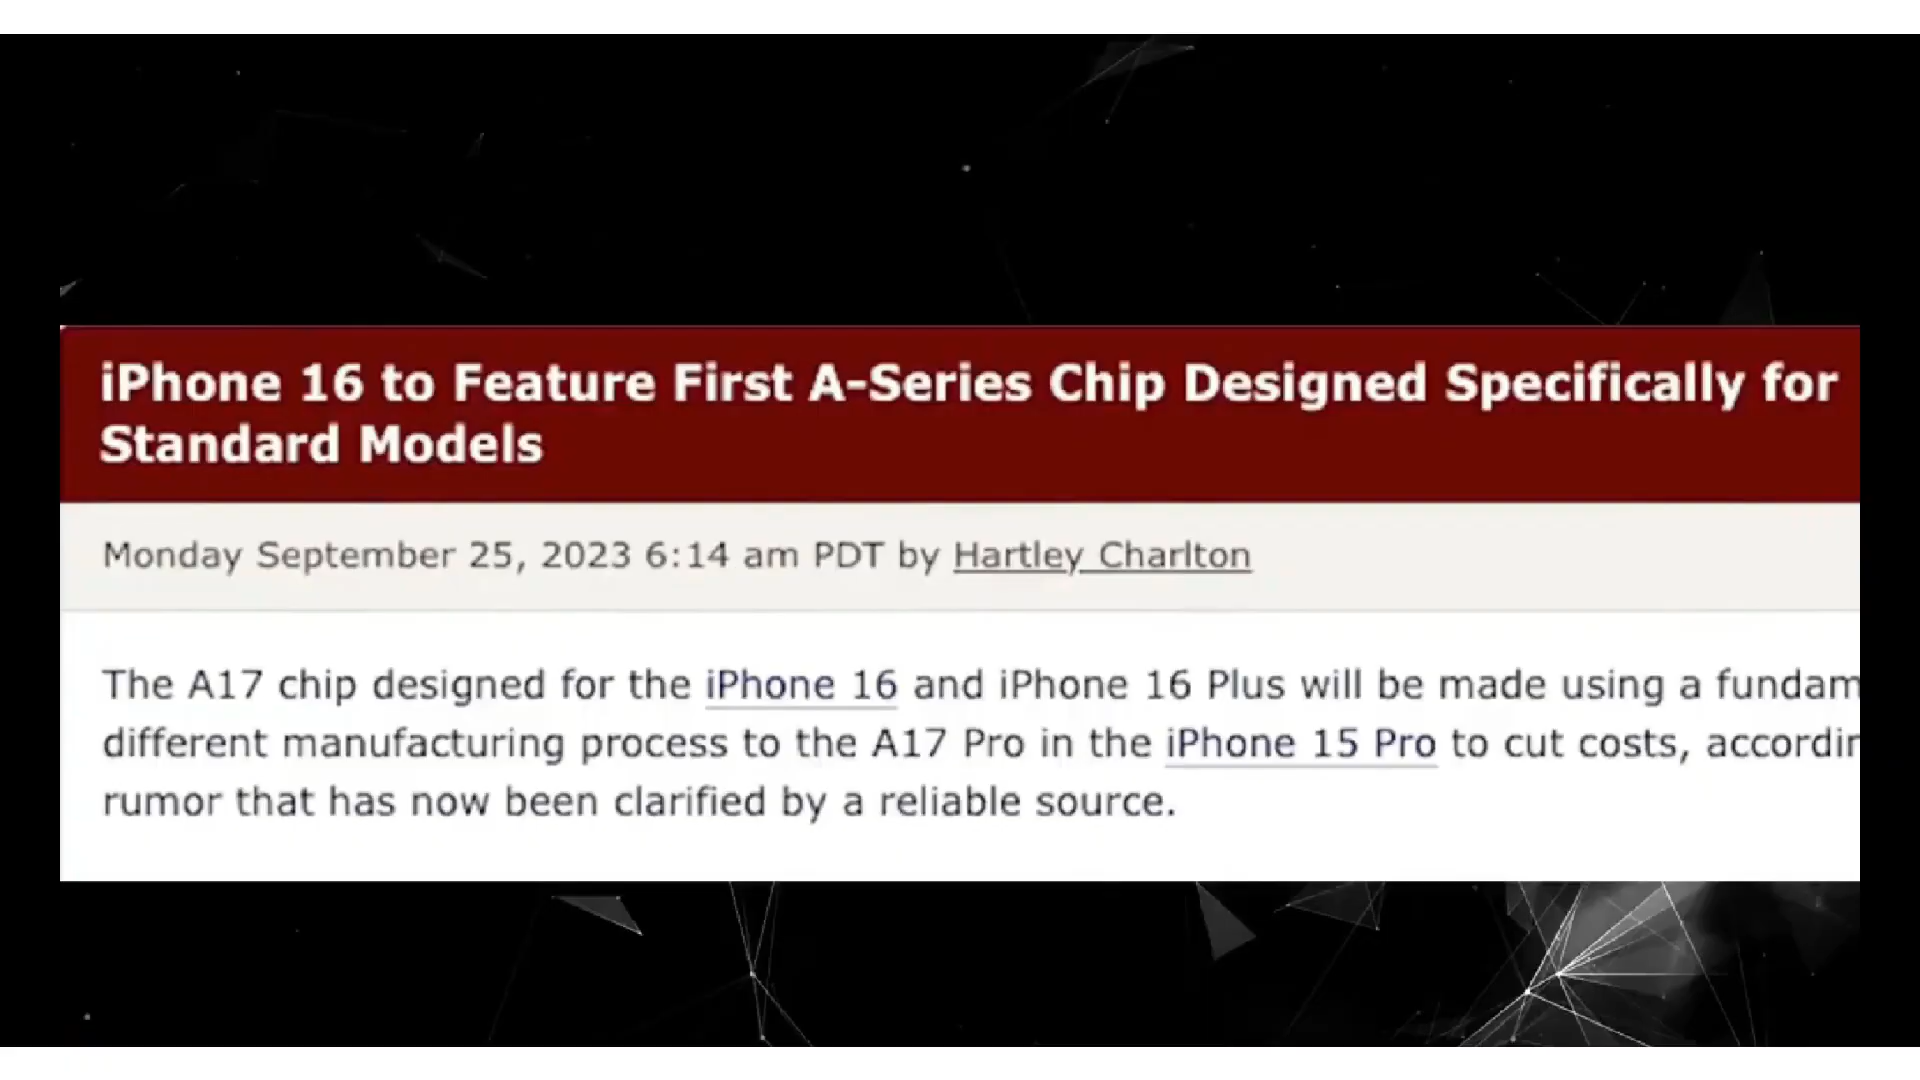 iPhone 16 to Feature First A-Series Chip Designed Specifically for
Standard Models
Monday September 25, 2023 6:14 am PDT by Hartley Charlton
The A17 chip designed for the iPhone 16 and iPhone 16 Plus will be made using a fundam
different manufacturing process to the A17 Pro in the iPhone 15 Pro to cut costs, accordin
rumor that has now been clarified by a reliable source.